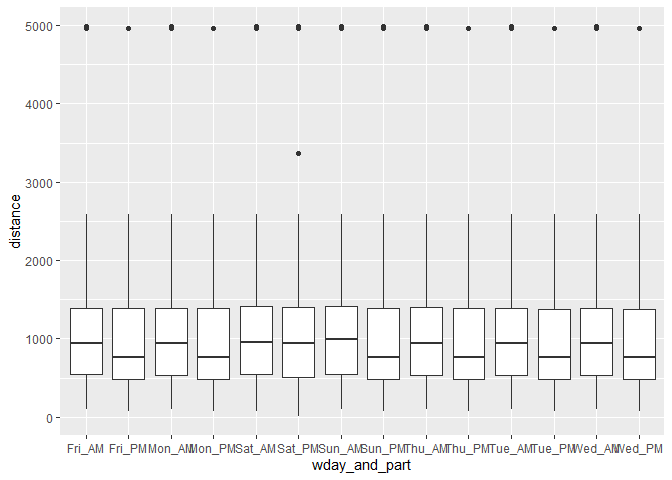 5000
4000
3000
2000
1000
0
distance
Fri_AM Fri_PM Mon_AM Mon_PM Sat_AM Sat_PM Sun_AM Sun_PM Thu_AM Thu_PM Tue_AM Tue_PM Wed_AM Wed_PM
wday_and_part